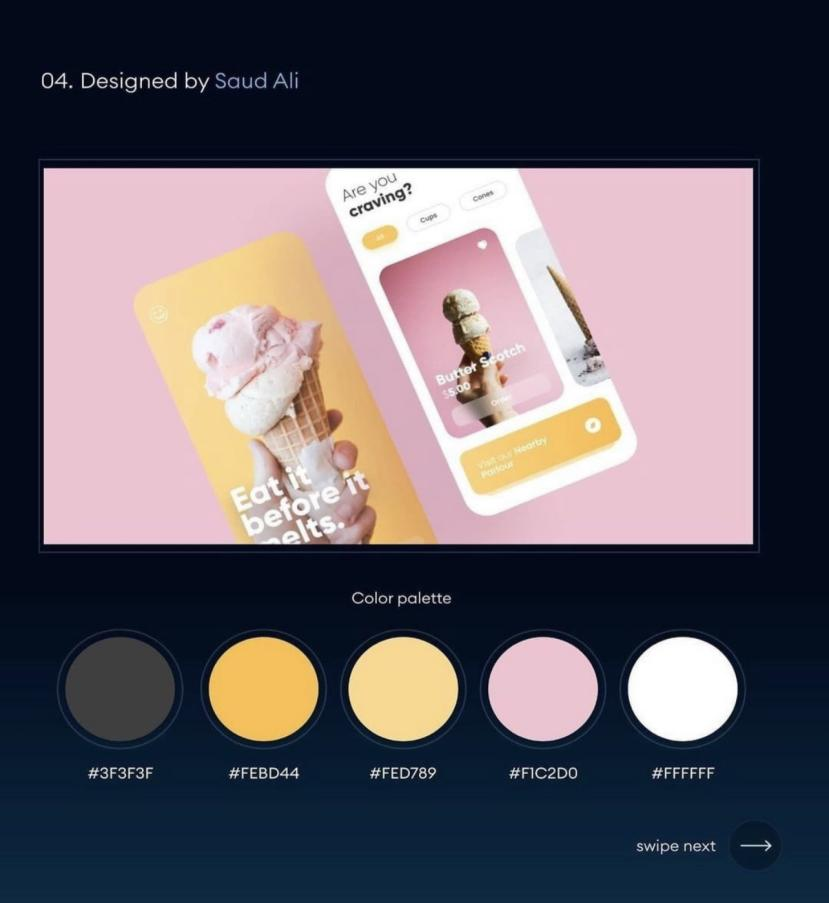 04. Designed by Saud Ali
Are you
craving?
All
Cups
Cones
Butter Scotch
$5.00
Order
Visit our Nearby
Parlour
Eat it
before it
melts.
Color palette
#3F3F3F
#FEBD44
#FED789
#F1C2D0
#FFFFFF
swipe next